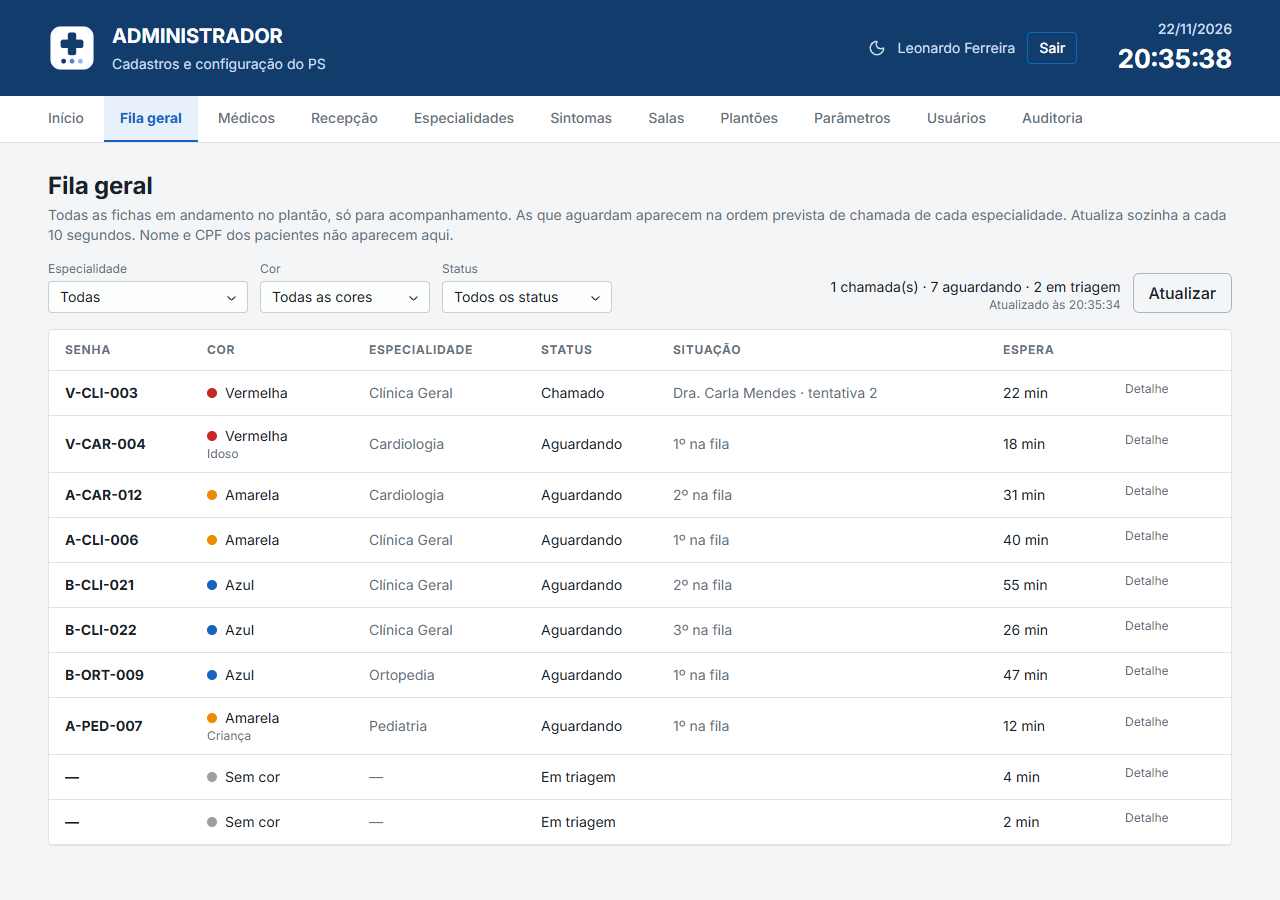 ADMINISTRADOR
Cadastros e configuração do PS
Leonardo Ferreira
Sair
22/11/2026
20:35:38
Início Fila geral Médicos Recepção Especialidades Sintomas Salas Plantões Parâmetros Usuários Auditoria
Fila geral
Todas as fichas em andamento no plantão, só para acompanhamento. As que aguardam aparecem na ordem prevista de chamada de cada especialidade. Atualiza sozinha a cada
10 segundos. Nome e CPF dos pacientes não aparecem aqui.
Especialidade Cor Status
Todas Todas as cores Todos os status
1 chamada(s) · 7 aguardando · 2 em triagem
Atualizado às 20:35:34
Atualizar
SENHA COR ESPECIALIDADE STATUS SITUAÇÃO ESPERA
V-CLI-003 Vermelha Clínica Geral Chamado Dra. Carla Mendes · tentativa 2 22 min Detalhe
V-CAR-004 Vermelha Cardiologia Aguardando 1º na fila 18 min Detalhe
Idoso
A-CAR-012 Amarela Cardiologia Aguardando 2º na fila 31 min Detalhe
A-CLI-006 Amarela Clínica Geral Aguardando 1º na fila 40 min Detalhe
B-CLI-021 Azul Clínica Geral Aguardando 2º na fila 55 min Detalhe
B-CLI-022 Azul Clínica Geral Aguardando 3º na fila 26 min Detalhe
B-ORT-009 Azul Ortopedia Aguardando 1º na fila 47 min Detalhe
A-PED-007 Amarela Pediatria Aguardando 1º na fila 12 min Detalhe
Criança
— Sem cor — Em triagem 4 min Detalhe
— Sem cor — Em triagem 2 min Detalhe